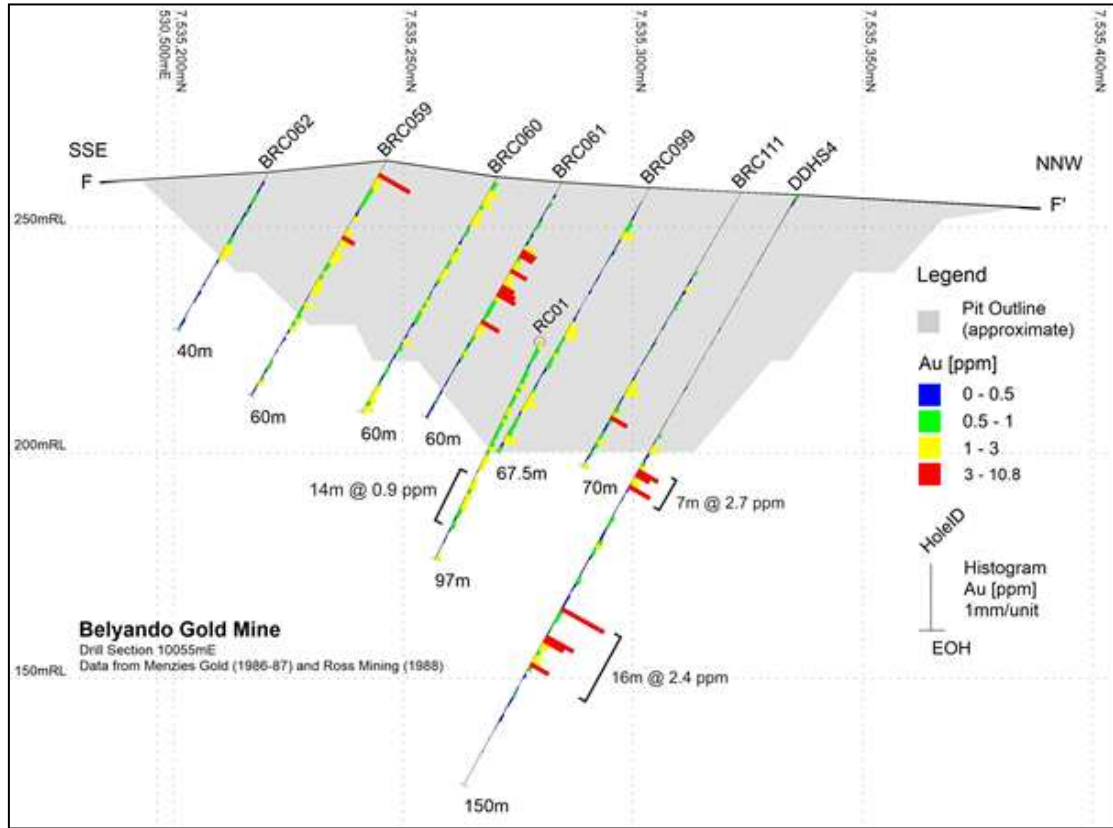 530,500mE
7,535,200mN
7,535,250mN
7,535,300mN
7,535,350mN
7,535,400mN
SSE
F
BRC062
BRC059
BRC060
BRC061
BRC099
BRC111
DDHS4
NNW
F'
250mRL
RC01
40m
60m
60m
60m
67.5m
70m
200mRL
14m @ 0.9 ppm
7m @ 2.7 ppm
97m
150mRL
16m @ 2.4 ppm
150m
Legend
Pit Outline
(approximate)
Au [ppm]
0 - 0.5
0.5 - 1
1 - 3
3 - 10.8
HoleID
Histogram
Au [ppm]
1mm/unit
EOH
Belyando Gold Mine
Drill Section 10055mE
Data from Menzies Gold (1986-87) and Ross Mining (1988)